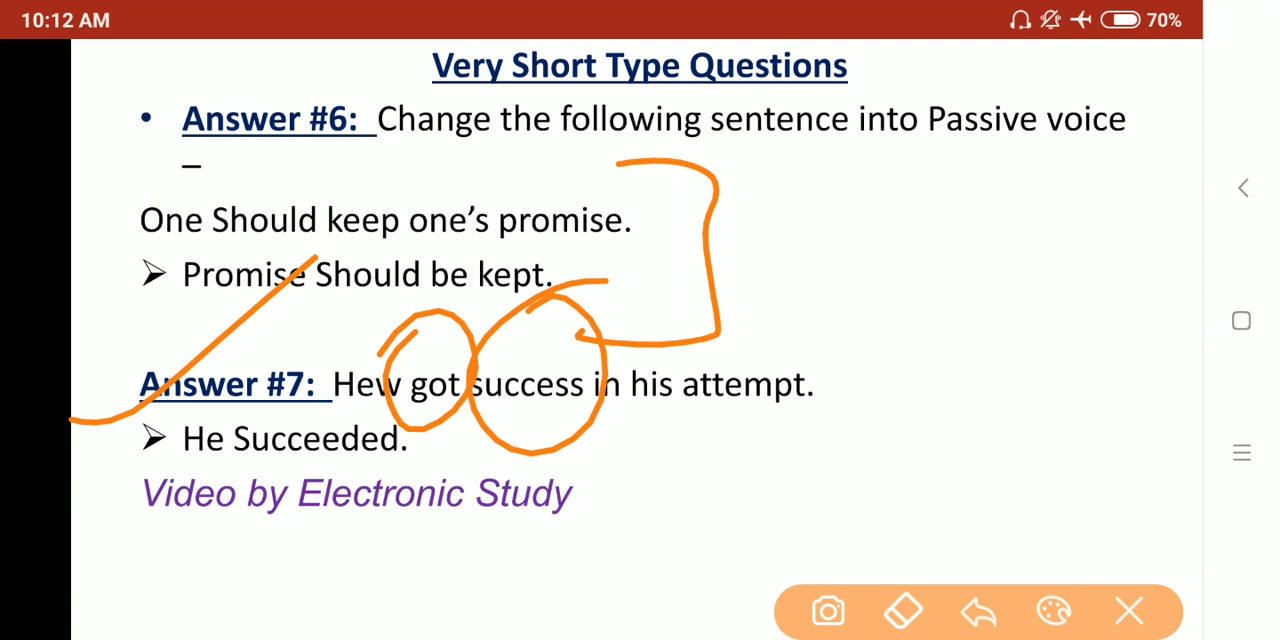 10:12 AM 70%
Very Short Type Questions
• Answer #6: Change the following sentence into Passive voice
–
One Should keep one's promise.
➢ Promise Should be kept.
Answer #7: Hew got success in his attempt.
➢ He Succeeded.
Video by Electronic Study